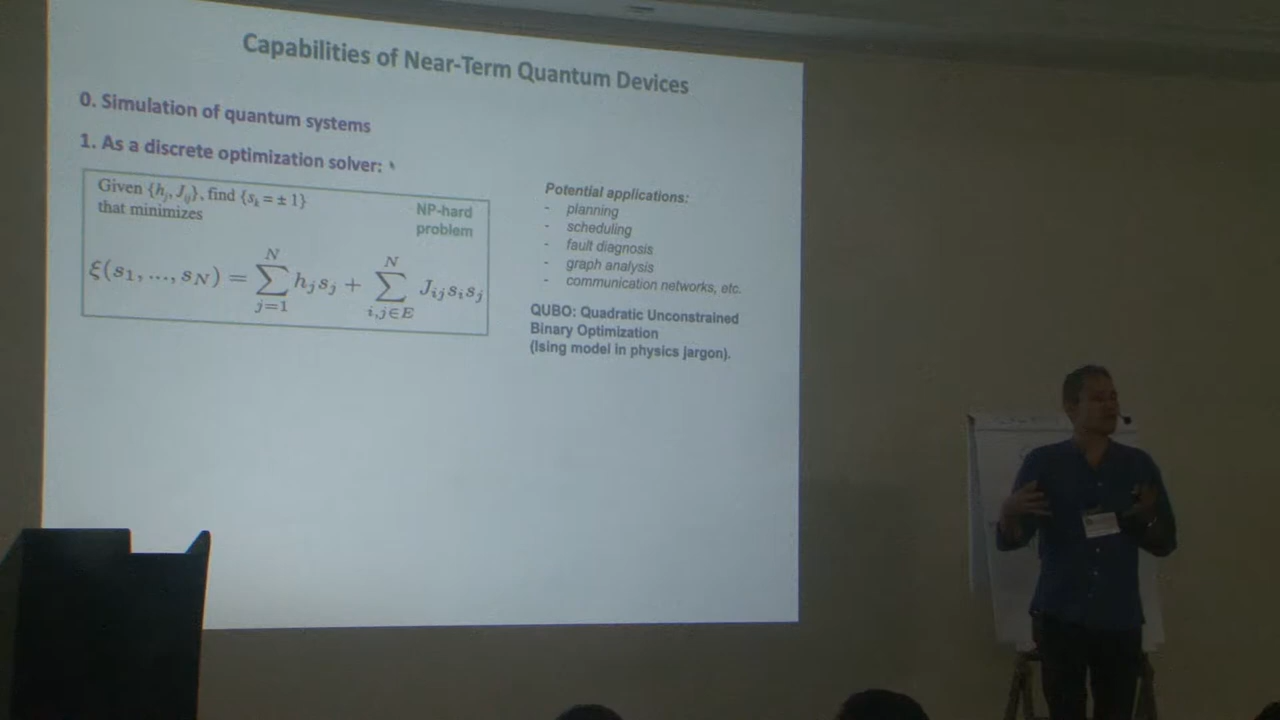 Capabilities of Near-Term Quantum Devices
0. Simulation of quantum systems
1. As a discrete optimization solver:
Given {h_j, J_ij}, find {s_k = ± 1}
that minimizes
NP-hard
problem
ξ(s_1, ..., s_N) = ∑_{j=1}^{N} h_j s_j + ∑_{i,j∈E}^{N} J_ij s_i s_j
Potential applications:
- planning
- scheduling
- fault diagnosis
- graph analysis
- communication networks, etc.
QUBO: Quadratic Unconstrained
Binary Optimization
(Ising model in physics jargon).